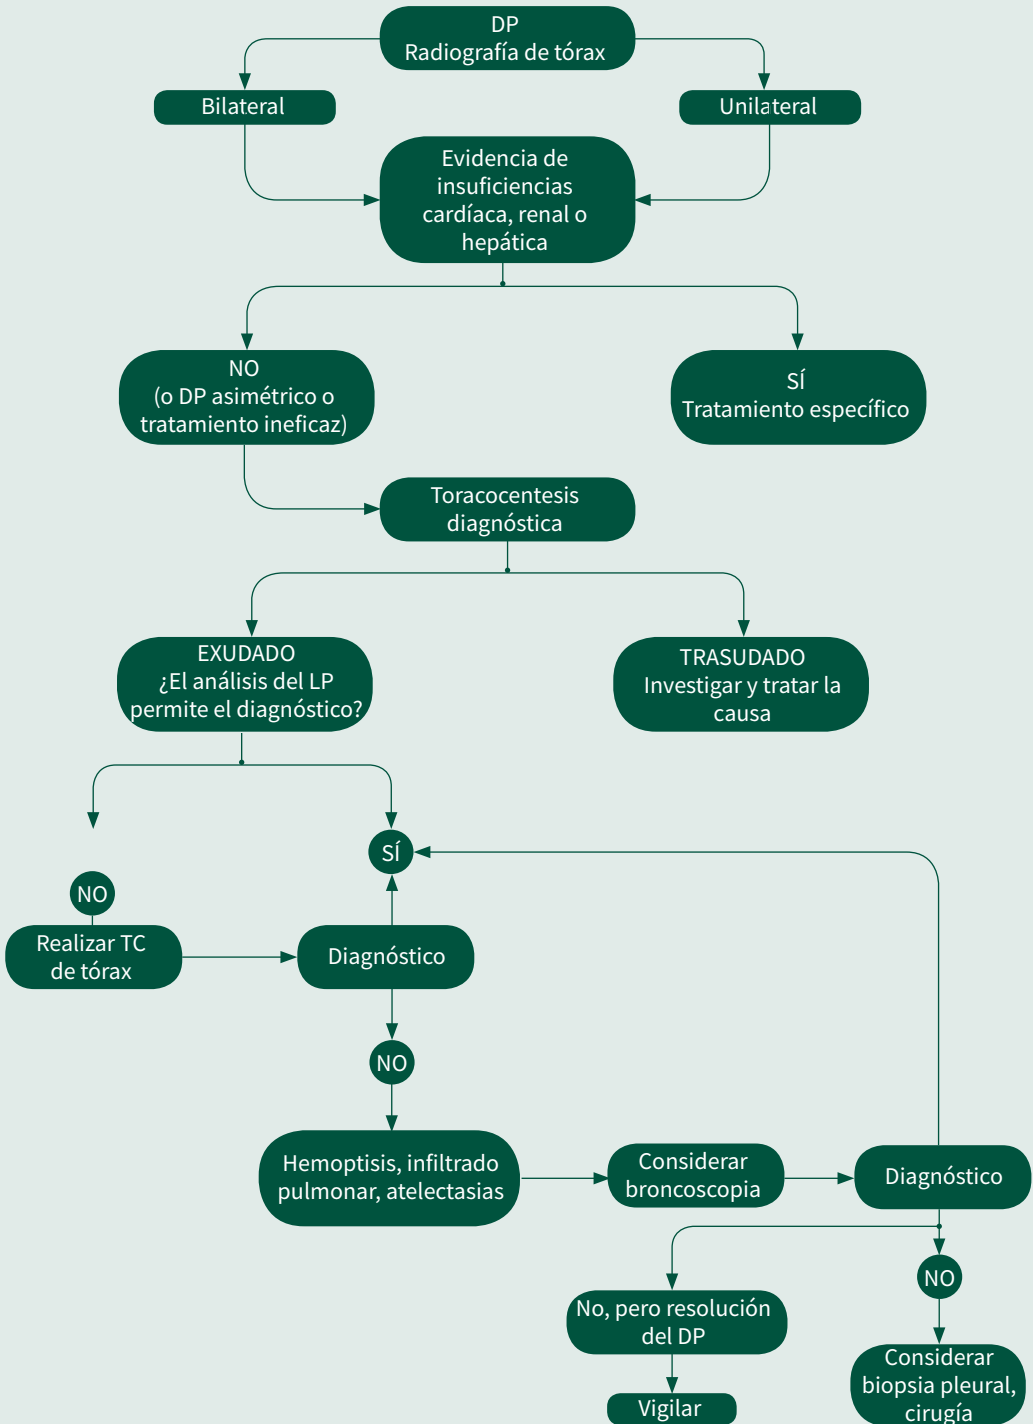 DP
Radiografía de tórax
Bilateral
Unilateral
Evidencia de
insuficiencias
cardíaca, renal o
hepática
NO
(o DP asimétrico o
tratamiento ineficaz)
SÍ
Tratamiento específico
Toracocentesis
diagnóstica
EXUDADO
¿El análisis del LP
permite el diagnóstico?
TRASUDADO
Investigar y tratar la
causa
SÍ
NO
Realizar TC
de tórax
Diagnóstico
NO
Hemoptisis, infiltrado
pulmonar, atelectasias
Considerar
broncoscopia
Diagnóstico
NO
No, pero resolución
del DP
Considerar
biopsia pleural,
cirugía
Vigilar